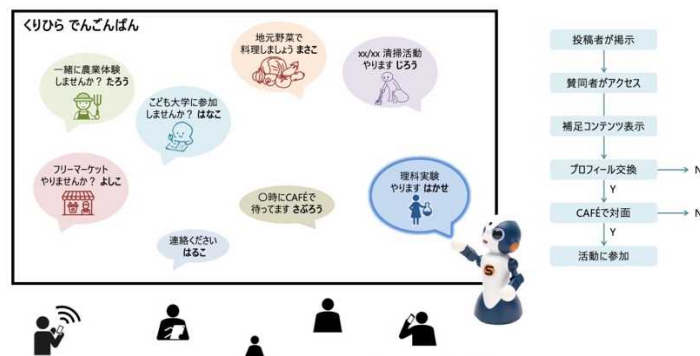 くりひら でんごんばん
地元野菜で
料理しましょう まさこ
xx/xx 清掃活動
やります じろう
一緒に農業体験
しませんか? たろう
こども大学に参加
しませんか? はなこ
フリーマーケット
やりませんか? よしこ
〇時にCAFÉで
待ってます さぶろう
理科実験
やります はかせ
連絡ください
はるこ
S
投稿者が掲示
賛同者がアクセス
補足コンテンツ表示
プロフィール交換
N
Y
CAFÉで対面
N
Y
活動に参加